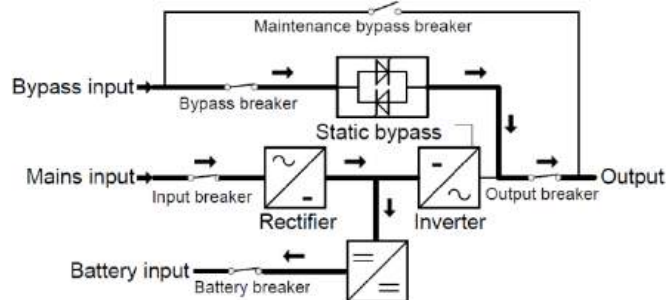 Maintenance bypass breaker
Bypass input
Bypass breaker
Static bypass
Mains input
Input breaker
Rectifier
Inverter
Output breaker
Output
Battery input
Battery breaker